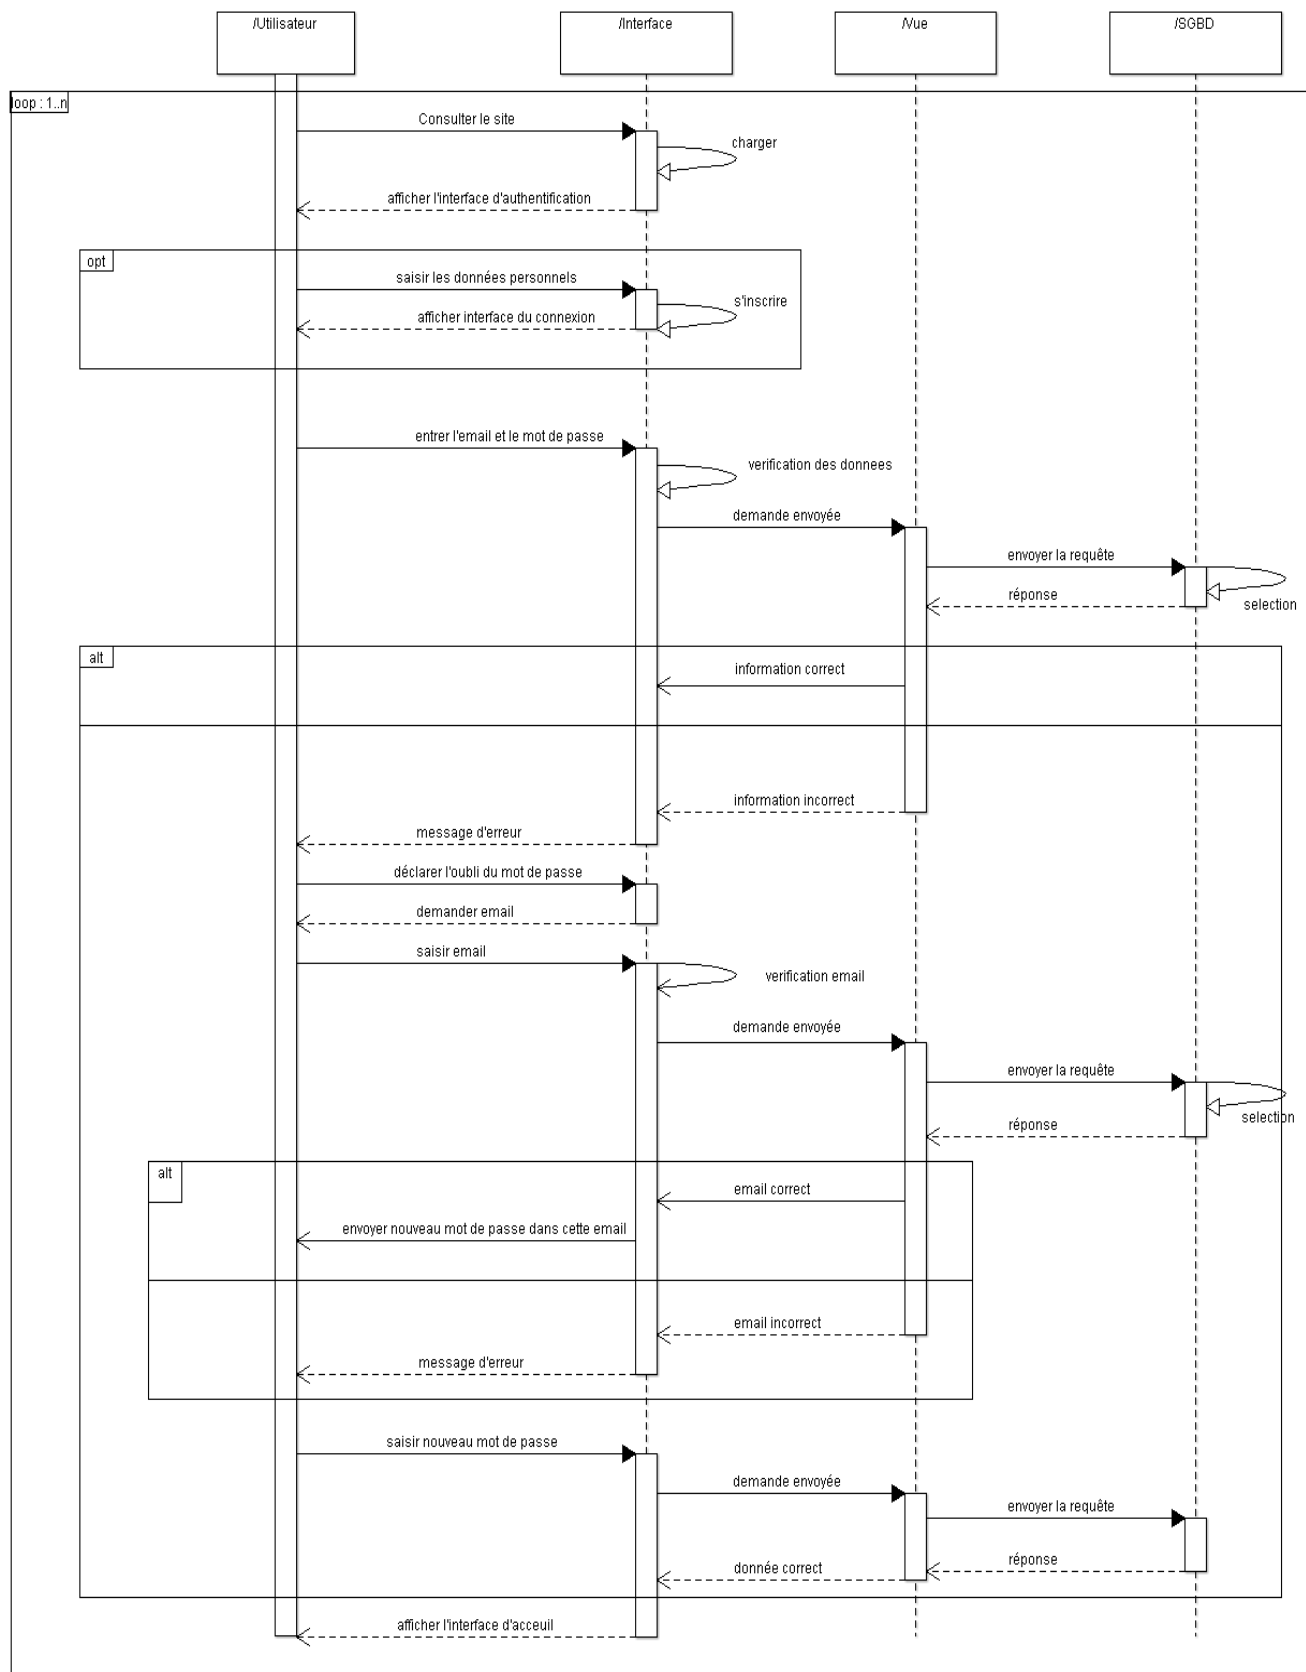 /Utilisateur
/Interface
/Vue
/SGBD
loop : 1..n
Consulter le site
charger
afficher l'interface d'authentification
opt
saisir les données personnels
s'inscrire
afficher interface du connexion
entrer l'email et le mot de passe
verification des donnees
demande envoyée
envoyer la requête
réponse
selection
alt
information correct
information incorrect
message d'erreur
déclarer l'oubli du mot de passe
demander email
saisir email
verification email
demande envoyée
envoyer la requête
selection
réponse
alt
email correct
envoyer nouveau mot de passe dans cette email
email incorrect
message d'erreur
saisir nouveau mot de passe
demande envoyée
envoyer la requête
réponse
donnée correct
afficher l'interface d'acceuil